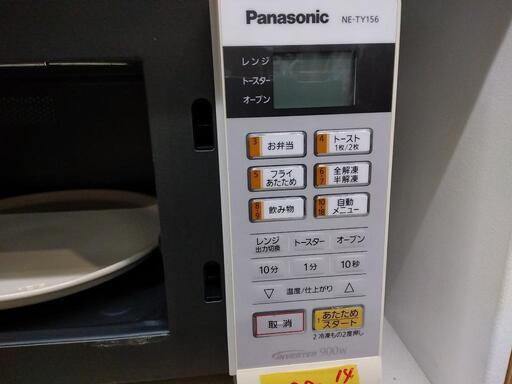 Panasonic NE-TY156
レンジ
トースター
オーブン
3 お弁当
4 トースト
1枚/2枚
5 フライ
あたため
6・7 全解凍
半解凍
8・9 飲み物
10〜18 自動
メニュー
レンジ
出力切換
トースター
オーブン
10分 1分 10秒
▽ 温度/仕上がり △
取消
1 あたため
スタート
2 冷凍もの2度押し
INVERTER 900W
14